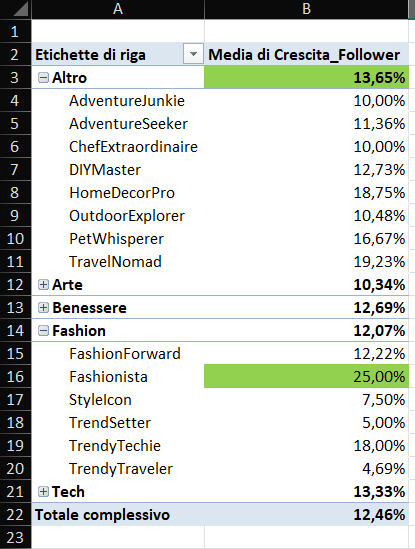 A B
1
2 Etichette di riga Media di Crescita_Follower
3 Altro 13,65%
4 AdventureJunkie 10,00%
5 AdventureSeeker 11,36%
6 ChefExtraordinaire 10,00%
7 DIYMaster 12,73%
8 HomeDecorPro 18,75%
9 OutdoorExplorer 10,48%
10 PetWhisperer 16,67%
11 TravelNomad 19,23%
12 Arte 10,34%
13 Benessere 12,69%
14 Fashion 12,07%
15 FashionForward 12,22%
16 Fashionista 25,00%
17 StyleIcon 7,50%
18 TrendSetter 5,00%
19 TrendyTechie 18,00%
20 TrendyTraveler 4,69%
21 Tech 13,33%
22 Totale complessivo 12,46%
23